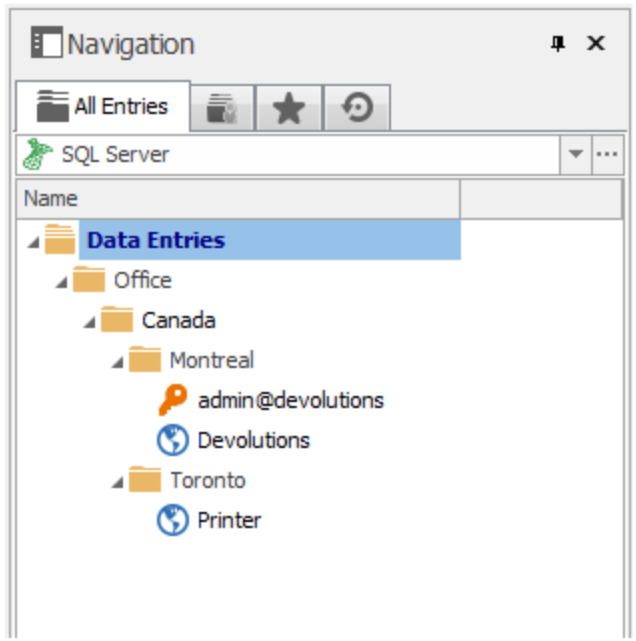 Navigation
All Entries
SQL Server
Name
Data Entries
Office
Canada
Montreal
admin@devolutions
Devolutions
Toronto
Printer